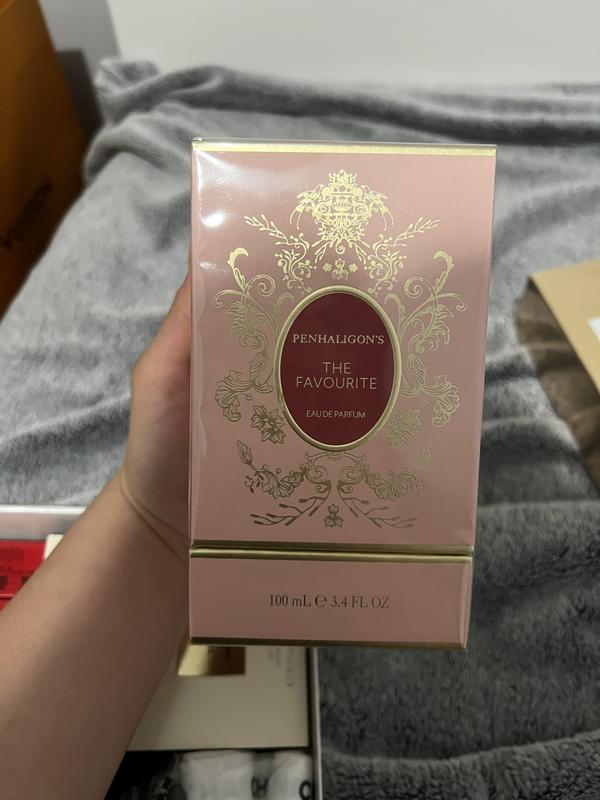 PENHALIGON'S
THE
FAVOURITE
EAU DE PARFUM
100 mL ℮ 3.4 FL OZ